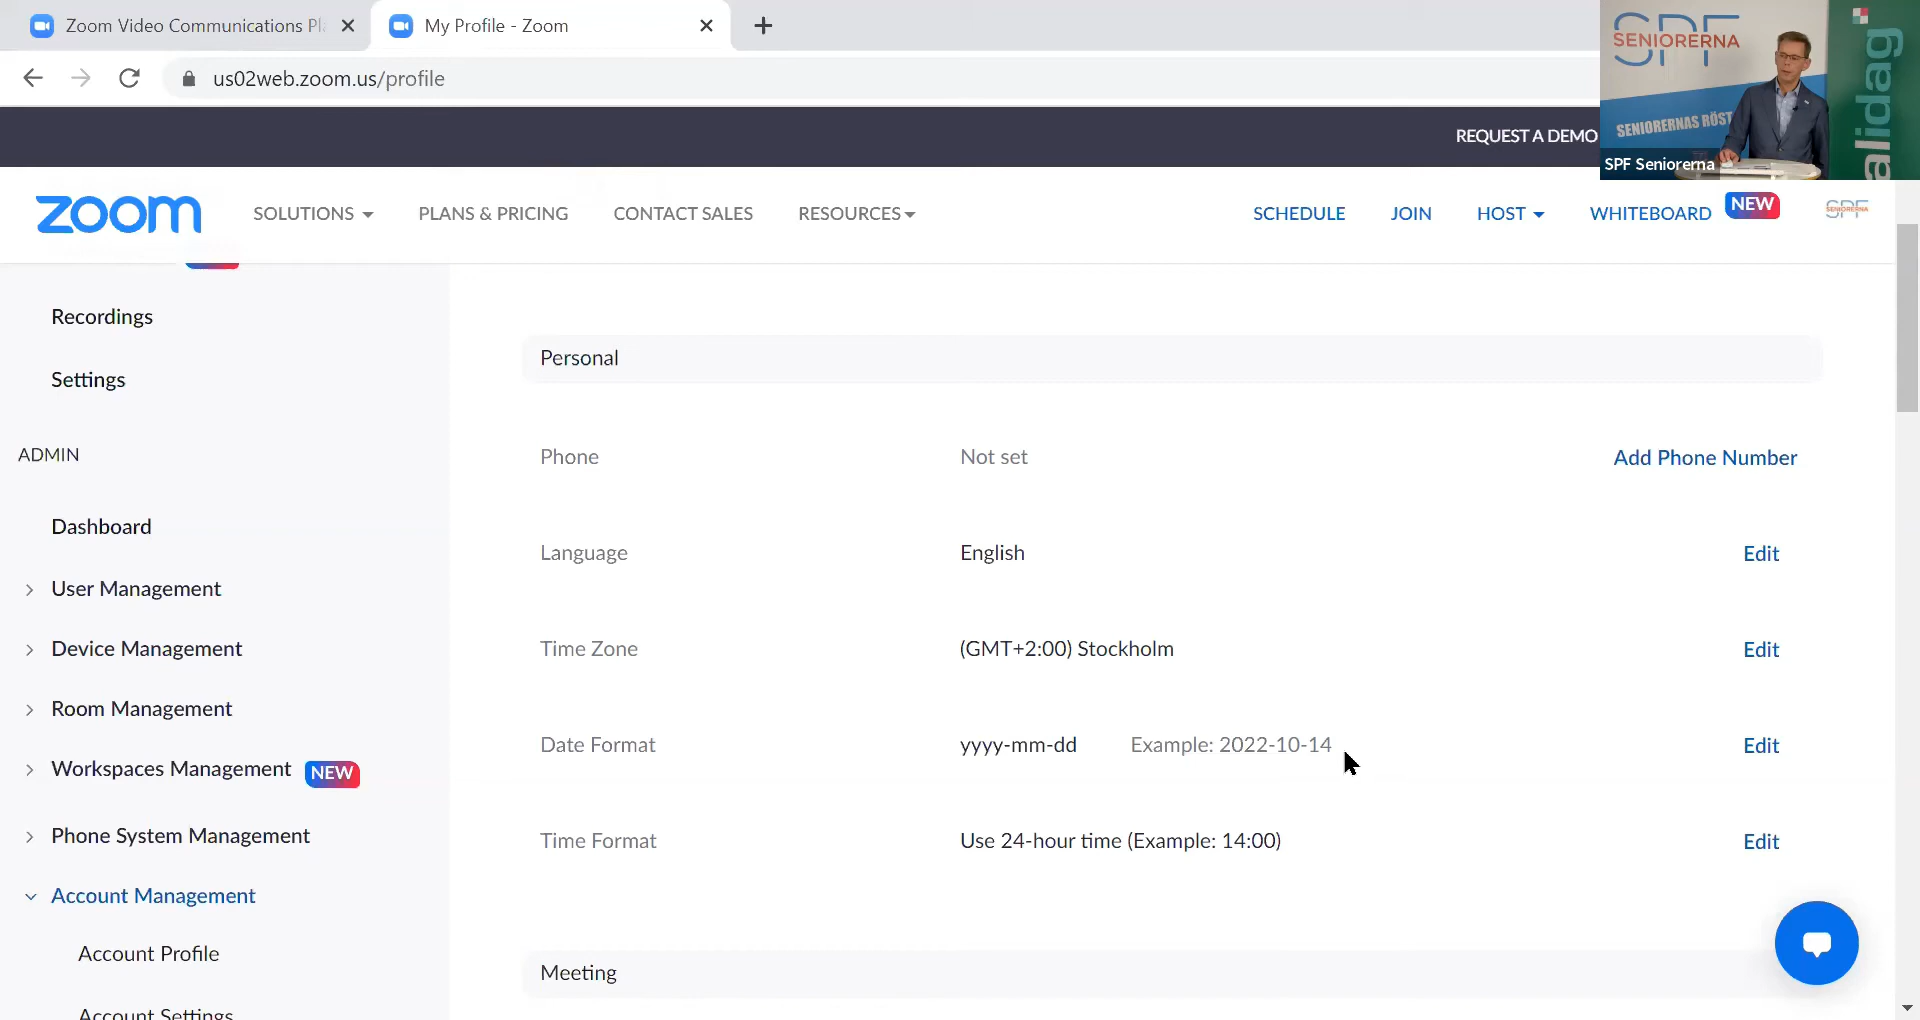 Zoom Video Communications Pl
My Profile - Zoom
us02web.zoom.us/profile
SPF
SENIORERNA
SENIORERNAS RÖST
alidag
SPF Seniorerna
REQUEST A DEMO
zoom
SOLUTIONS
PLANS & PRICING
CONTACT SALES
RESOURCES
SCHEDULE
JOIN
HOST
WHITEBOARD
NEW
SPF
SENIORERNA
Recordings
Settings
ADMIN
Dashboard
User Management
Device Management
Room Management
Workspaces Management NEW
Phone System Management
Account Management
Account Profile
Account Settings
Personal
Phone Not set Add Phone Number
Language English Edit
Time Zone (GMT+2:00) Stockholm Edit
Date Format yyyy-mm-dd Example: 2022-10-14 Edit
Time Format Use 24-hour time (Example: 14:00) Edit
Meeting